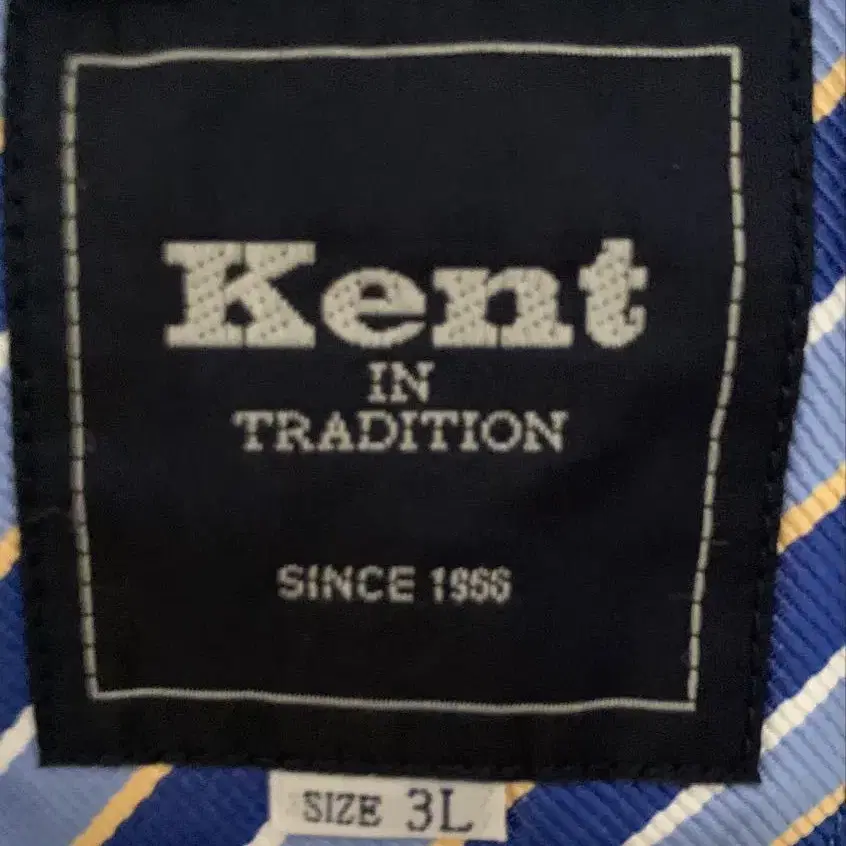 Kent
IN
TRADITION
SINCE 1966
SIZE 3L